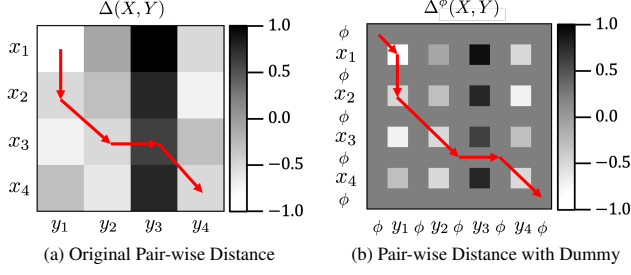 Δ(X, Y)
x₁
x₂
x₃
x₄
y₁ y₂ y₃ y₄
1.0
0.5
0.0
−0.5
−1.0
(a) Original Pair-wise Distance
Δ^ϕ(X, Y)
ϕ
x₁
ϕ
x₂
ϕ
x₃
ϕ
x₄
ϕ
ϕ y₁ ϕ y₂ ϕ y₃ ϕ y₄ ϕ
1.0
0.5
0.0
−0.5
−1.0
(b) Pair-wise Distance with Dummy